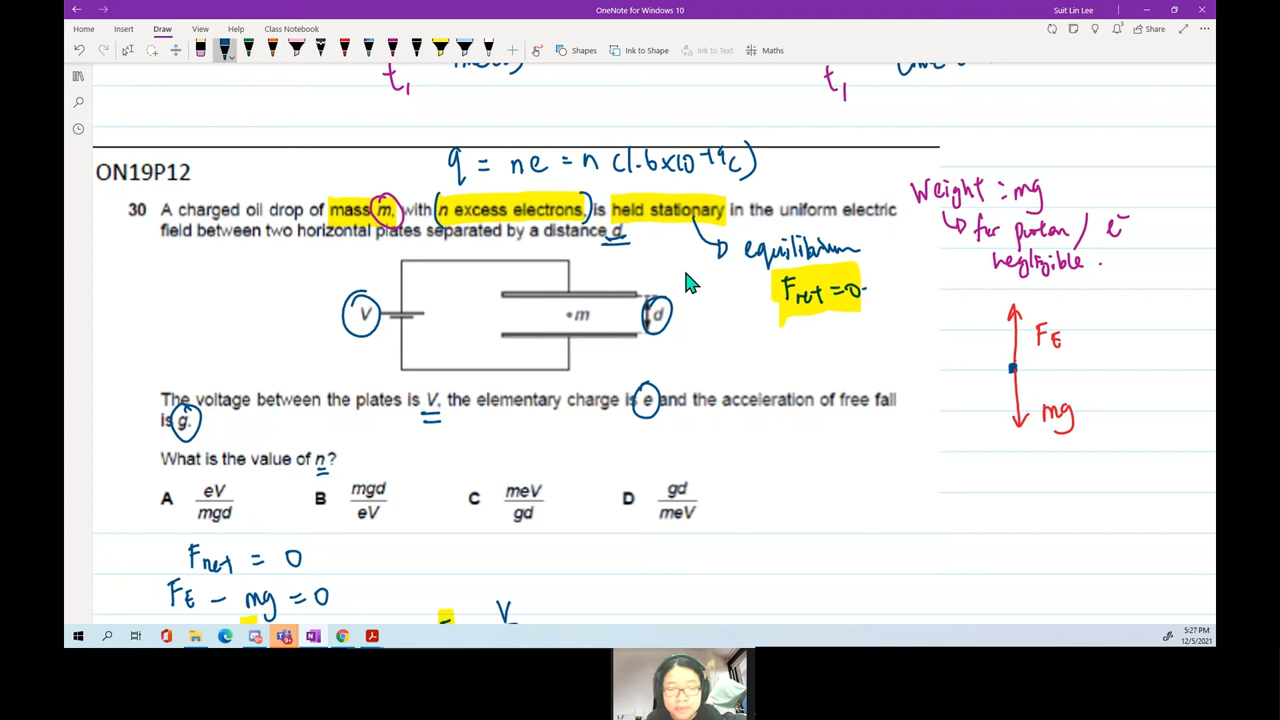 OneNote for Windows 10
Suit Lin Lee
Home Insert Draw View Help Class Notebook
Share
Shapes Ink to Shape Ink to Text Maths
t₁ t₁
q = ne = n (1.6x10⁻¹⁹C)
ON19P12
30 A charged oil drop of mass m, with n excess electrons, is held stationary in the uniform electric
field between two horizontal plates separated by a distance d.
Weight : mg
↳ for proton / e⁻
negligible.
equilibrium
Fnet = 0
V m d
FE
mg
The voltage between the plates is V, the elementary charge is e and the acceleration of free fall
is g.
What is the value of n?
A eV/mgd B mgd/eV C meV/gd D gd/meV
Fnet = 0
FE - mg = 0
V
5:27 PM
12/5/2021